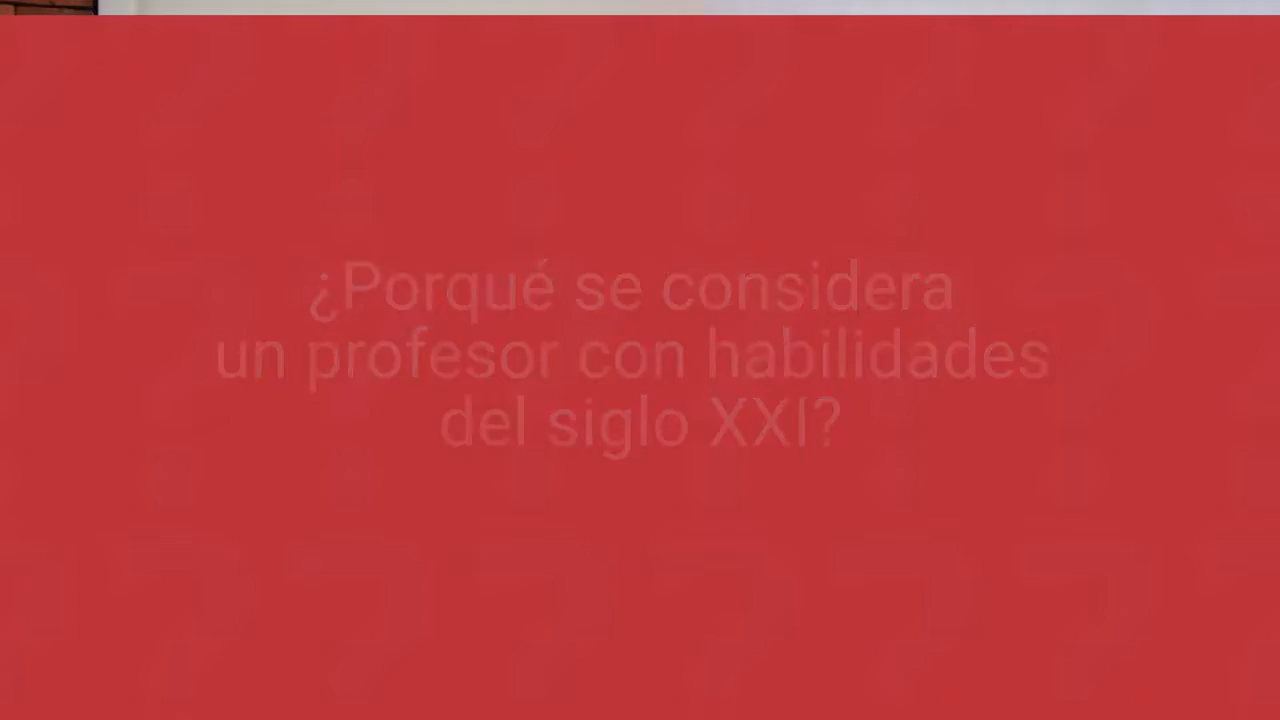 ¿Porqué se considera
un profesor con habilidades
del siglo XXI?